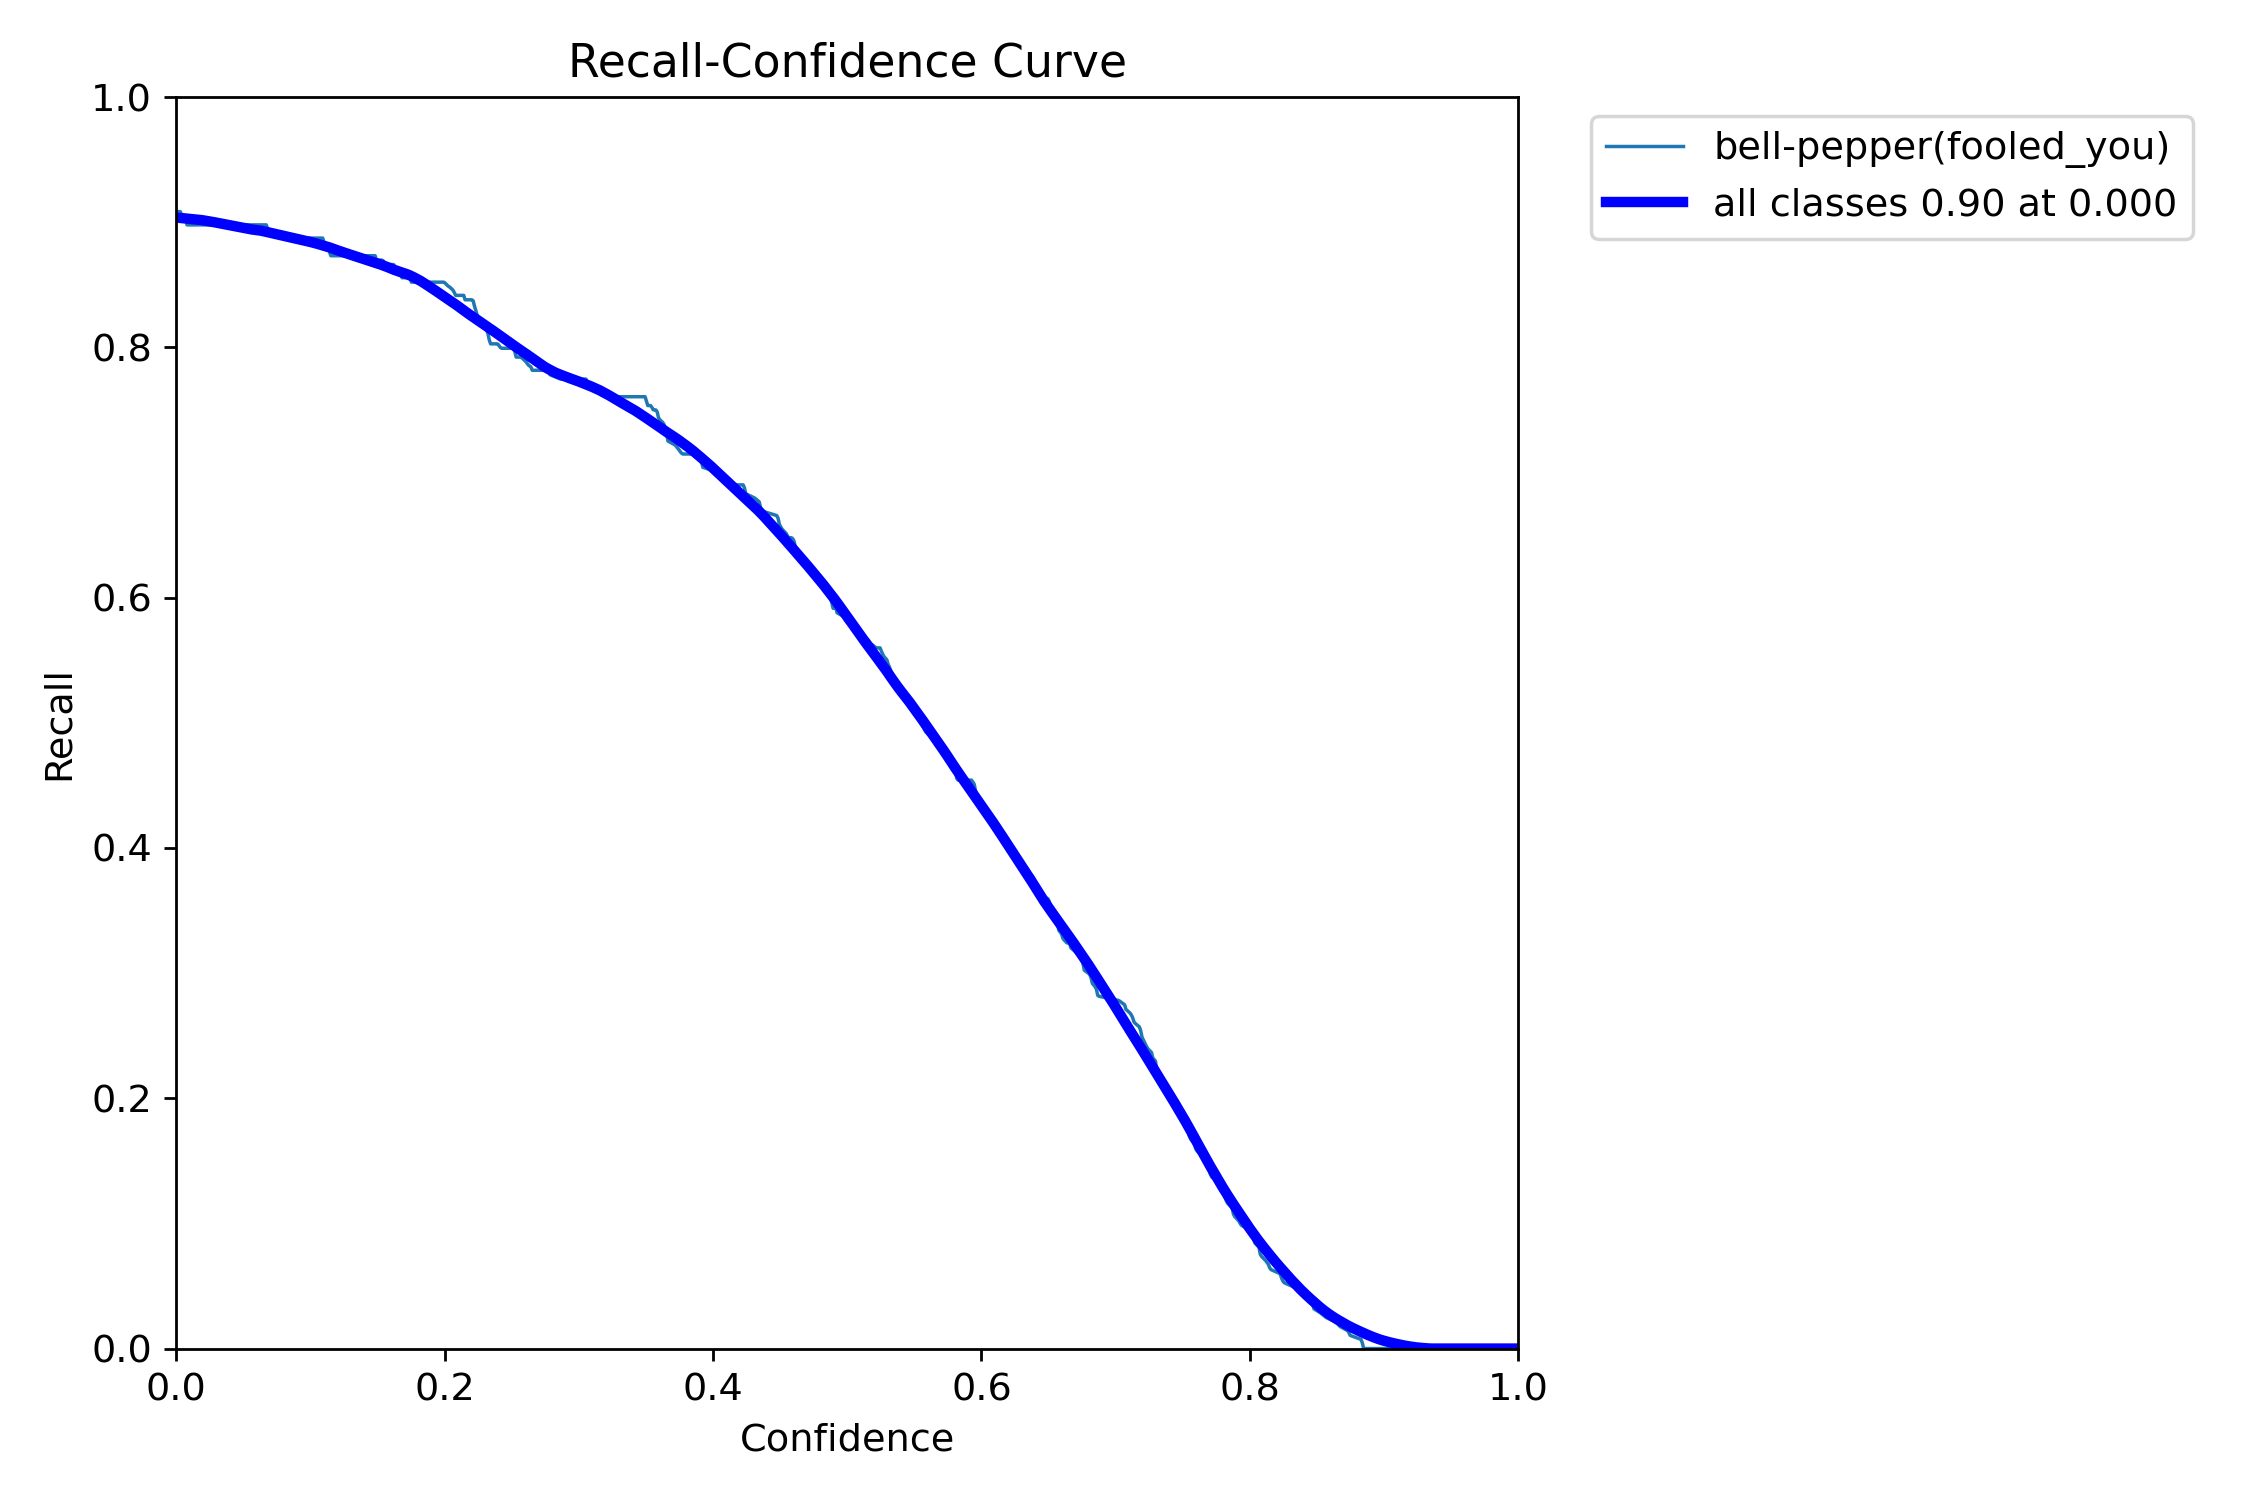 Recall-Confidence Curve
1.0
0.8
0.6
0.4
0.2
0.0
Recall
0.0 0.2 0.4 0.6 0.8 1.0
Confidence
bell-pepper(fooled_you)
all classes 0.90 at 0.000